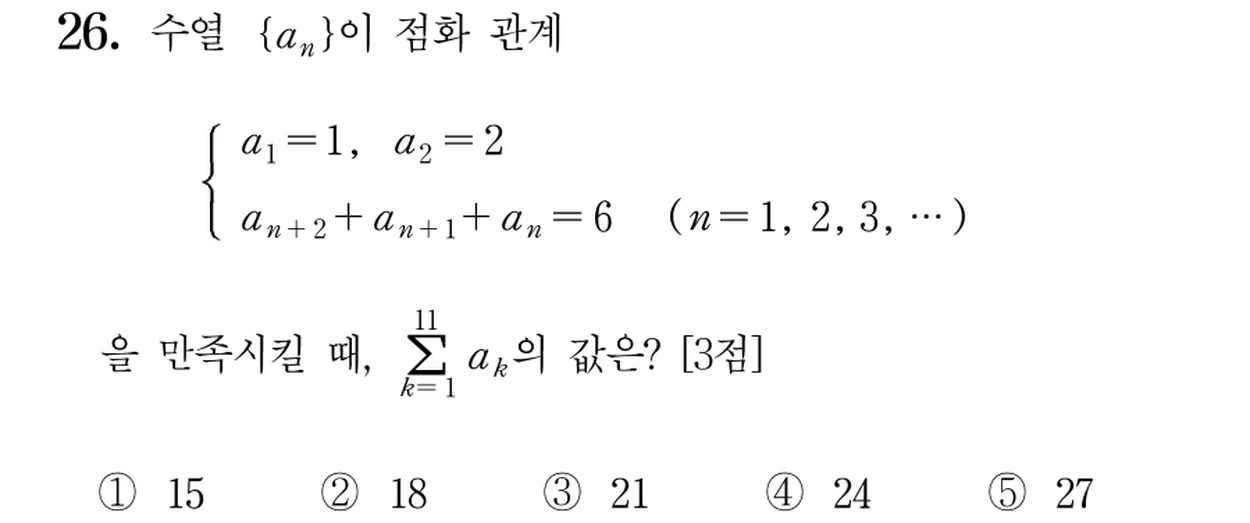 26. 수열 {aₙ}이 점화 관계
{ a₁=1, a₂=2
aₙ₊₂+aₙ₊₁+aₙ=6 (n=1, 2, 3, ⋯)
을 만족시킬 때, ∑_{k=1}^{11} aₖ의 값은? [3점]
① 15 ② 18 ③ 21 ④ 24 ⑤ 27